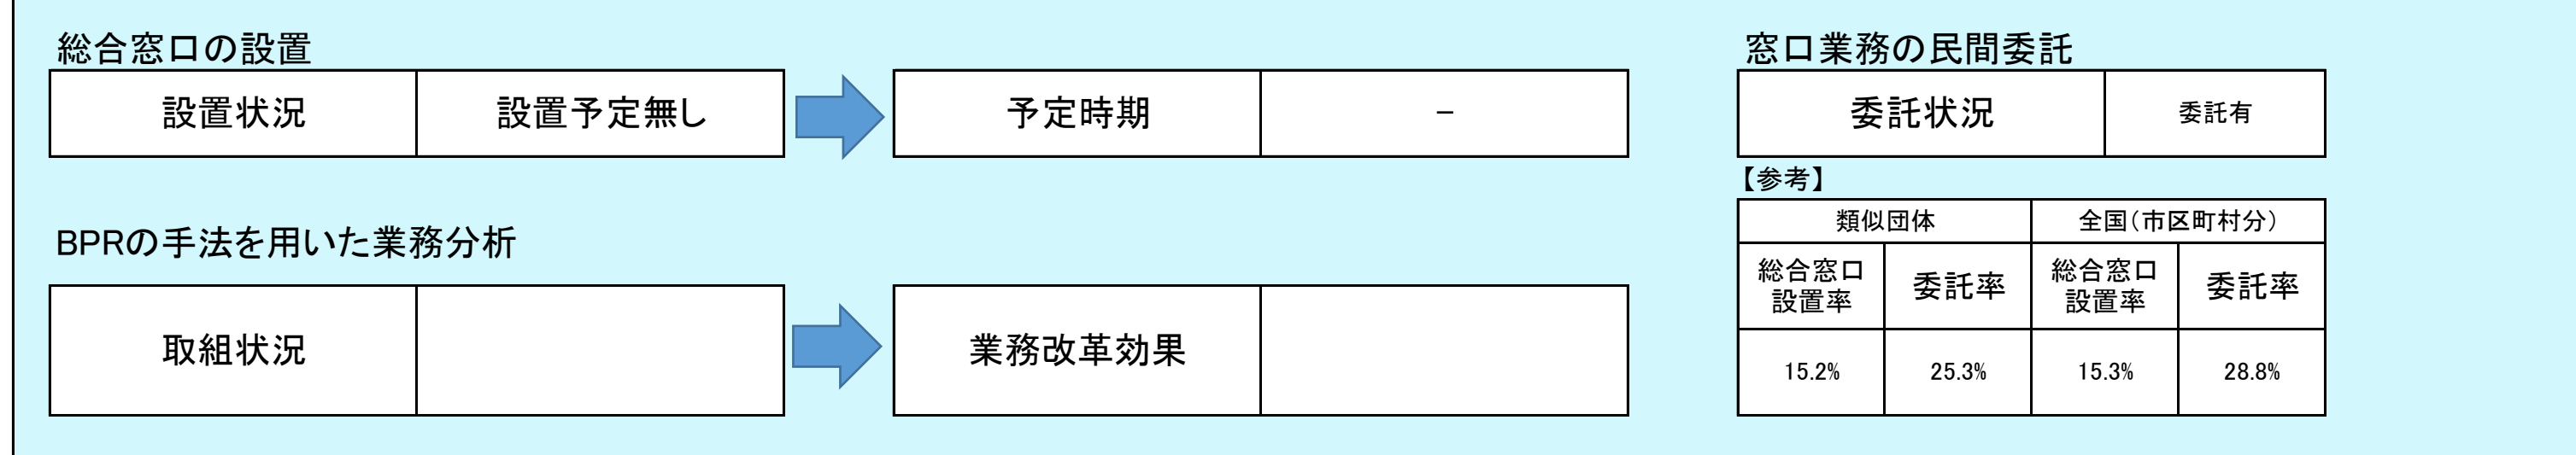 総合窓口の設置
設置状況
設置予定無し
予定時期
－
BPRの手法を用いた業務分析
取組状況
業務改革効果
窓口業務の民間委託
委託状況
委託有
【参考】
類似団体
全国（市区町村分）
総合窓口
設置率
委託率
総合窓口
設置率
委託率
15.2%
25.3%
15.3%
28.8%